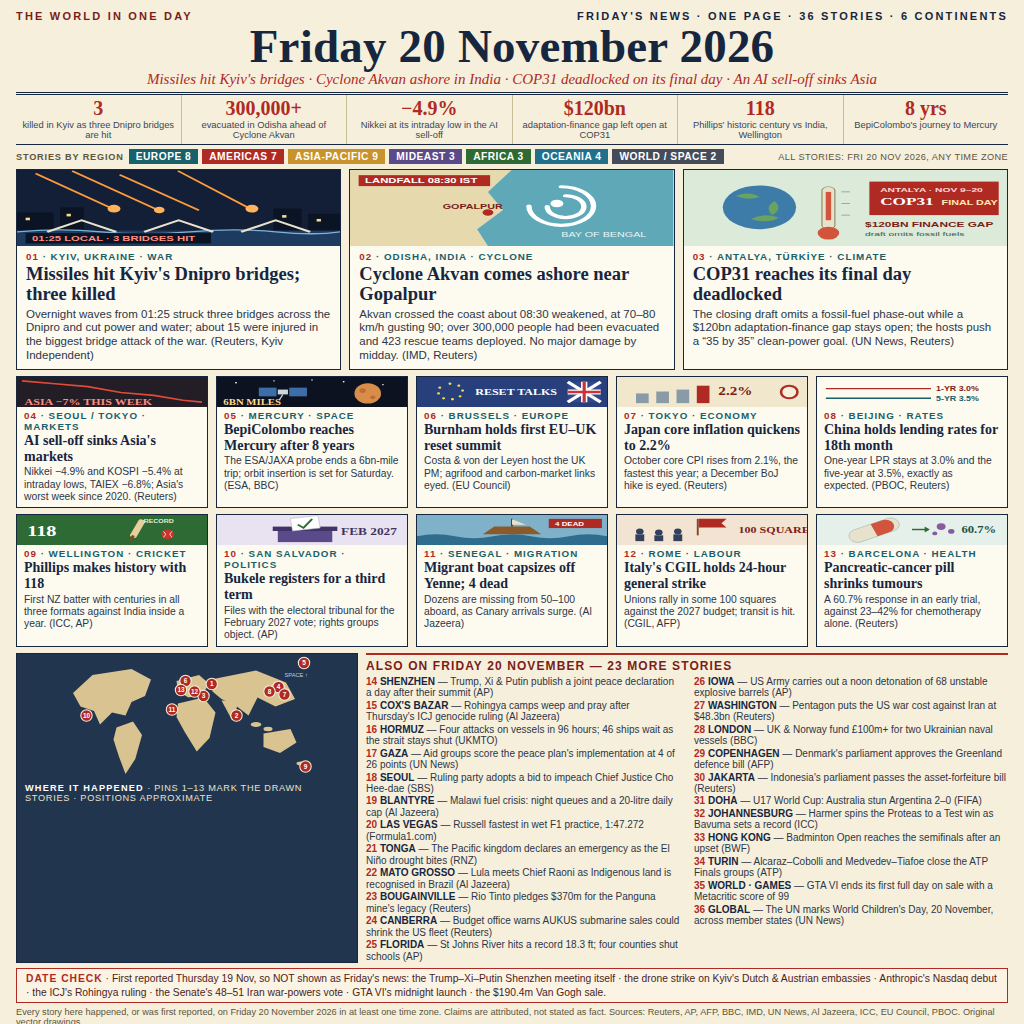 THE WORLD IN ONE DAY
FRIDAY'S NEWS · ONE PAGE · 36 STORIES · 6 CONTINENTS
Friday 20 November 2026
Missiles hit Kyiv's bridges · Cyclone Akvan ashore in India · COP31 deadlocked on its final day · An AI sell-off sinks Asia
3
killed in Kyiv as three Dnipro bridges
are hit
300,000+
evacuated in Odisha ahead of
Cyclone Akvan
−4.9%
Nikkei at its intraday low in the AI
sell-off
$120bn
adaptation-finance gap left open at
COP31
118
Phillips' historic century vs India,
Wellington
8 yrs
BepiColombo's journey to Mercury
STORIES BY REGION
EUROPE 8
AMERICAS 7
ASIA-PACIFIC 9
MIDEAST 3
AFRICA 3
OCEANIA 4
WORLD / SPACE 2
ALL STORIES: FRI 20 NOV 2026, ANY TIME ZONE
01:25 LOCAL · 3 BRIDGES HIT
01 · KYIV, UKRAINE · WAR
Missiles hit Kyiv's Dnipro bridges;
three killed
Overnight waves from 01:25 struck three bridges across the
Dnipro and cut power and water; about 15 were injured in
the biggest bridge attack of the war. (Reuters, Kyiv
Independent)
LANDFALL 08:30 IST
GOPALPUR
BAY OF BENGAL
02 · ODISHA, INDIA · CYCLONE
Cyclone Akvan comes ashore near
Gopalpur
Akvan crossed the coast about 08:30 weakened, at 70–80
km/h gusting 90; over 300,000 people had been evacuated
and 423 rescue teams deployed. No major damage by
midday. (IMD, Reuters)
ANTALYA · NOV 9–20
COP31 FINAL DAY
$120BN FINANCE GAP
draft omits fossil fuels
03 · ANTALYA, TÜRKİYE · CLIMATE
COP31 reaches its final day
deadlocked
The closing draft omits a fossil-fuel phase-out while a
$120bn adaptation-finance gap stays open; the hosts push
a “35 by 35” clean-power goal. (UN News, Reuters)
ASIA −7% THIS WEEK
04 · SEOUL / TOKYO ·
MARKETS
AI sell-off sinks Asia's
markets
Nikkei −4.9% and KOSPI −5.4% at
intraday lows, TAIEX −6.8%; Asia's
worst week since 2020. (Reuters)
6BN MILES
05 · MERCURY · SPACE
BepiColombo reaches
Mercury after 8 years
The ESA/JAXA probe ends a 6bn-mile
trip; orbit insertion is set for Saturday.
(ESA, BBC)
RESET TALKS
06 · BRUSSELS · EUROPE
Burnham holds first EU–UK
reset summit
Costa & von der Leyen host the UK
PM; agrifood and carbon-market links
eyed. (EU Council)
2.2%
07 · TOKYO · ECONOMY
Japan core inflation quickens
to 2.2%
October core CPI rises from 2.1%, the
fastest this year; a December BoJ
hike is eyed. (Reuters)
1-YR 3.0%
5-YR 3.5%
08 · BEIJING · RATES
China holds lending rates for
18th month
One-year LPR stays at 3.0% and the
five-year at 3.5%, exactly as
expected. (PBOC, Reuters)
118
RECORD
09 · WELLINGTON · CRICKET
Phillips makes history with
118
First NZ batter with centuries in all
three formats against India inside a
year. (ICC, AP)
FEB 2027
10 · SAN SALVADOR ·
POLITICS
Bukele registers for a third
term
Files with the electoral tribunal for the
February 2027 vote; rights groups
object. (AP)
4 DEAD
11 · SENEGAL · MIGRATION
Migrant boat capsizes off
Yenne; 4 dead
Dozens are missing from 50–100
aboard, as Canary arrivals surge. (Al
Jazeera)
100 SQUARE
12 · ROME · LABOUR
Italy's CGIL holds 24-hour
general strike
Unions rally in some 100 squares
against the 2027 budget; transit is hit.
(CGIL, AFP)
60.7%
13 · BARCELONA · HEALTH
Pancreatic-cancer pill
shrinks tumours
A 60.7% response in an early trial,
against 23–42% for chemotherapy
alone. (Reuters)
5
SPACE ↑
6
1
13
12
3
4
8
7
11
10
2
9
WHERE IT HAPPENED · PINS 1–13 MARK THE DRAWN
STORIES · POSITIONS APPROXIMATE
ALSO ON FRIDAY 20 NOVEMBER — 23 MORE STORIES
14 SHENZHEN — Trump, Xi & Putin publish a joint peace declaration
a day after their summit (AP)
15 COX'S BAZAR — Rohingya camps weep and pray after
Thursday's ICJ genocide ruling (Al Jazeera)
16 HORMUZ — Four attacks on vessels in 96 hours; 46 ships wait as
the strait stays shut (UKMTO)
17 GAZA — Aid groups score the peace plan's implementation at 4 of
26 points (UN News)
18 SEOUL — Ruling party adopts a bid to impeach Chief Justice Cho
Hee-dae (SBS)
19 BLANTYRE — Malawi fuel crisis: night queues and a 20-litre daily
cap (Al Jazeera)
20 LAS VEGAS — Russell fastest in wet F1 practice, 1:47.272
(Formula1.com)
21 TONGA — The Pacific kingdom declares an emergency as the El
Niño drought bites (RNZ)
22 MATO GROSSO — Lula meets Chief Raoni as Indigenous land is
recognised in Brazil (Al Jazeera)
23 BOUGAINVILLE — Rio Tinto pledges $370m for the Panguna
mine's legacy (Reuters)
24 CANBERRA — Budget office warns AUKUS submarine sales could
shrink the US fleet (Reuters)
25 FLORIDA — St Johns River hits a record 18.3 ft; four counties shut
schools (AP)
26 IOWA — US Army carries out a noon detonation of 68 unstable
explosive barrels (AP)
27 WASHINGTON — Pentagon puts the US war cost against Iran at
$48.3bn (Reuters)
28 LONDON — UK & Norway fund £100m+ for two Ukrainian naval
vessels (BBC)
29 COPENHAGEN — Denmark's parliament approves the Greenland
defence bill (AFP)
30 JAKARTA — Indonesia's parliament passes the asset-forfeiture bill
(Reuters)
31 DOHA — U17 World Cup: Australia stun Argentina 2–0 (FIFA)
32 JOHANNESBURG — Harmer spins the Proteas to a Test win as
Bavuma sets a record (ICC)
33 HONG KONG — Badminton Open reaches the semifinals after an
upset (BWF)
34 TURIN — Alcaraz–Cobolli and Medvedev–Tiafoe close the ATP
Finals groups (ATP)
35 WORLD · GAMES — GTA VI ends its first full day on sale with a
Metacritic score of 99
36 GLOBAL — The UN marks World Children's Day, 20 November,
across member states (UN News)
DATE CHECK · First reported Thursday 19 Nov, so NOT shown as Friday's news: the Trump–Xi–Putin Shenzhen meeting itself · the drone strike on Kyiv's Dutch & Austrian embassies · Anthropic's Nasdaq debut
· the ICJ's Rohingya ruling · the Senate's 48–51 Iran war-powers vote · GTA VI's midnight launch · the $190.4m Van Gogh sale.
Every story here happened, or was first reported, on Friday 20 November 2026 in at least one time zone. Claims are attributed, not stated as fact. Sources: Reuters, AP, AFP, BBC, IMD, UN News, Al Jazeera, ICC, EU Council, PBOC. Original
vector drawings.